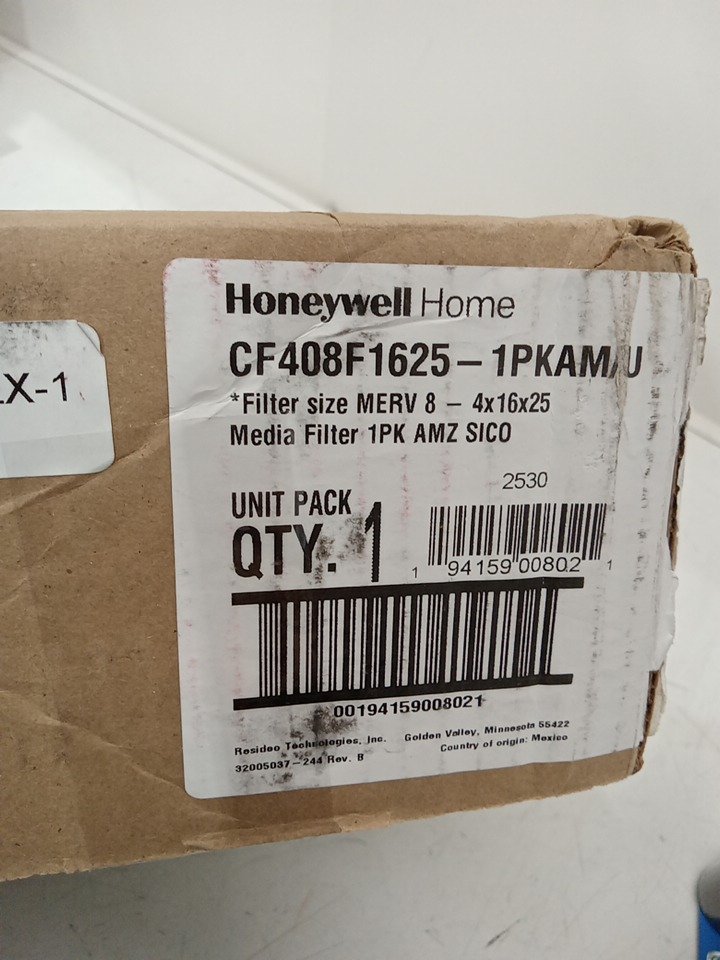 Honeywell Home
CF408F1625-1PKAM/U
*Filter size MERV 8 - 4x16x25
Media Filter 1PK AMZ SICO
X-1
2530
UNIT PACK
QTY. 1
1 94159 00802 1
00194159008021
Resideo Technologies, Inc. Golden Valley, Minnesota 55422
Country of origin: Mexico
32005037-244 Rev. B